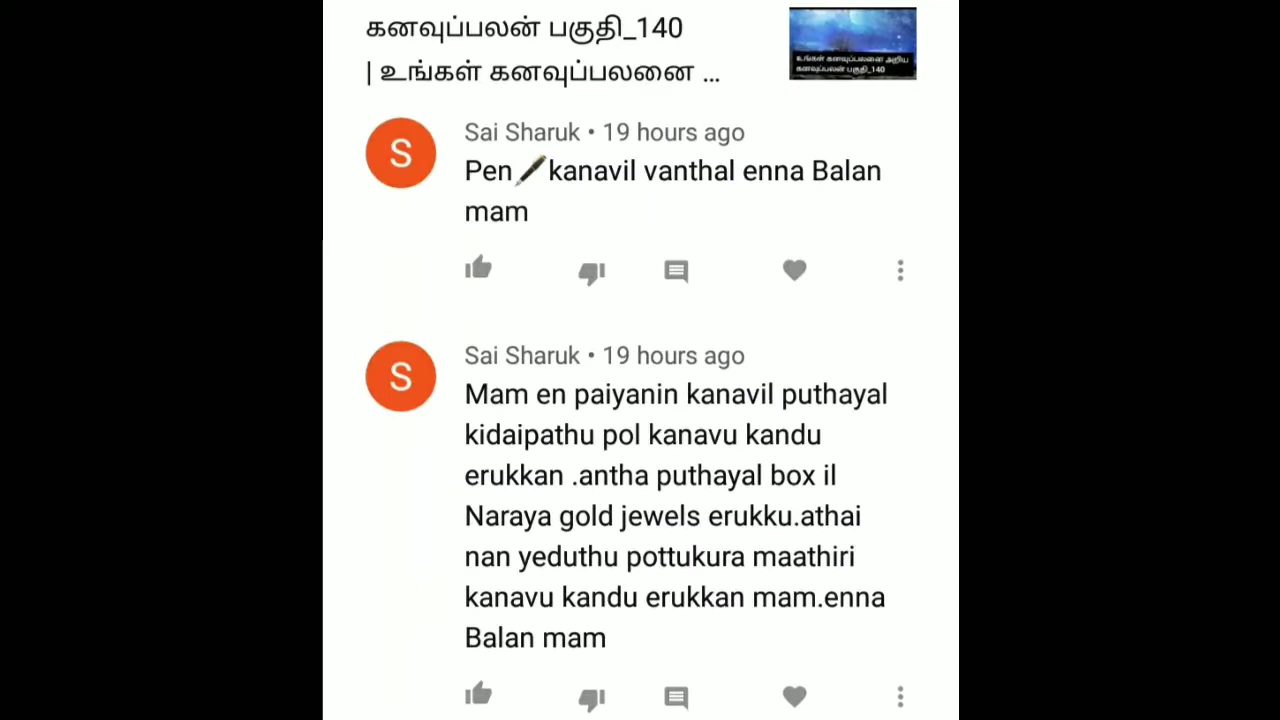 கனவுப்பலன் பகுதி_140
| உங்கள் கனவுப்பலனை ...
உங்கள் கனவுப்பலனை அறிய
கனவுப்பலன் பகுதி_140
S
Sai Sharuk • 19 hours ago
Pen🖋️kanavil vanthal enna Balan
mam
S
Sai Sharuk • 19 hours ago
Mam en paiyanin kanavil puthayal
kidaipathu pol kanavu kandu
erukkan .antha puthayal box il
Naraya gold jewels erukku.athai
nan yeduthu pottukura maathiri
kanavu kandu erukkan mam.enna
Balan mam